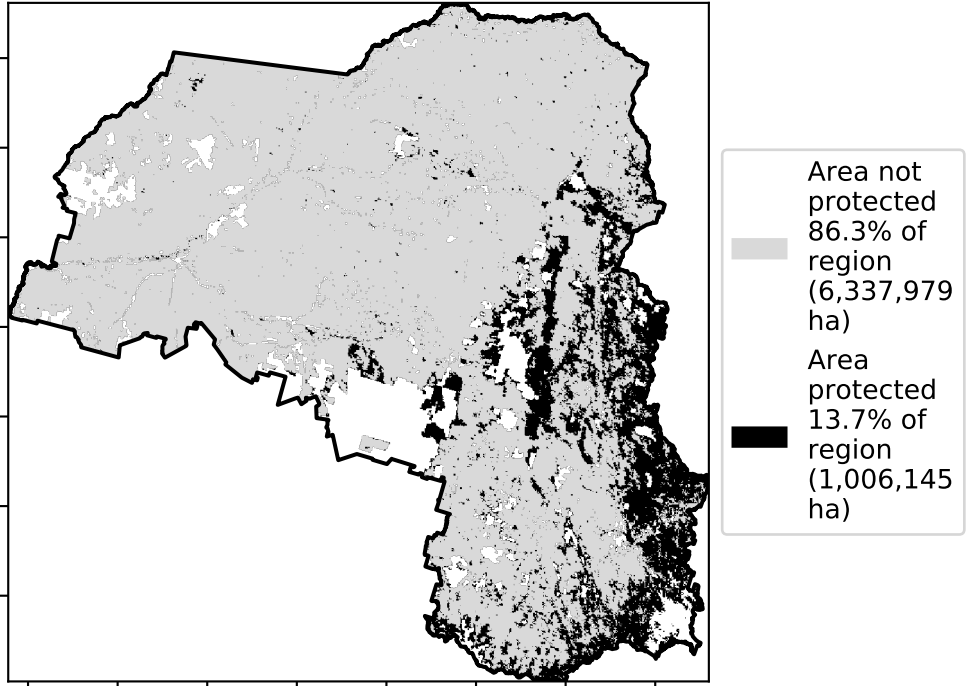 Area not
protected
86.3% of
region
(6,337,979
ha)
Area
protected
13.7% of
region
(1,006,145
ha)